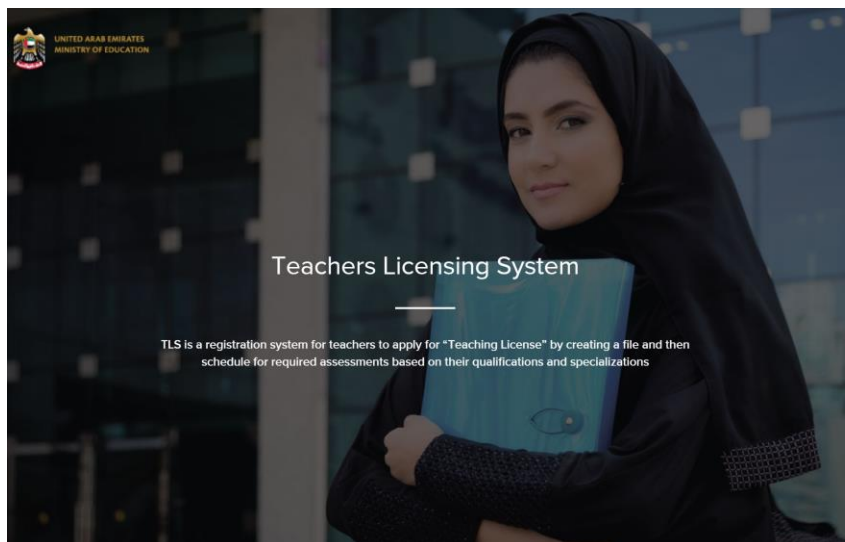 UNITED ARAB EMIRATES
MINISTRY OF EDUCATION
Teachers Licensing System
TLS is a registration system for teachers to apply for “Teaching License” by creating a file and then
schedule for required assessments based on their qualifications and specializations